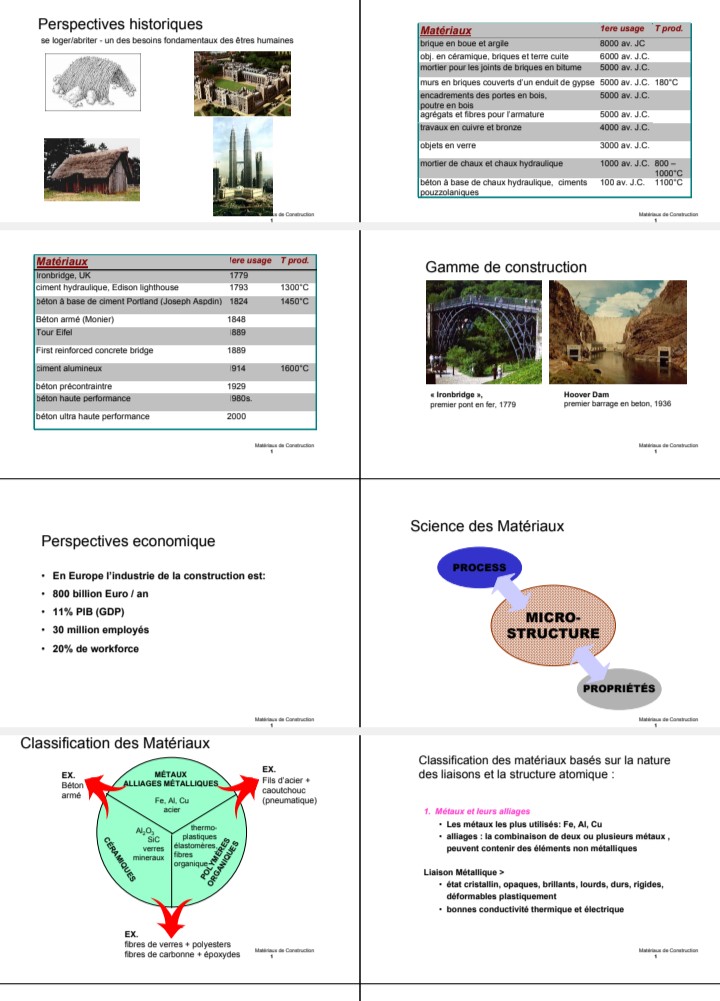 Perspectives historiques
se loger/abriter - un des besoins fondamentaux des êtres humaines
de Construction
1
Matériaux 1ere usage T prod.
brique en boue et argile 8000 av. JC
obj. en céramique, briques et terre cuite 6000 av. J.C.
mortier pour les joints de briques en bitume 5000 av. J.C.
murs en briques couverts d'un enduit de gypse 5000 av. J.C. 180°C
encadrements des portes en bois, 5000 av. J.C.
poutre en bois
agrégats et fibres pour l'armature 5000 av. J.C.
travaux en cuivre et bronze 4000 av. J.C.
objets en verre 3000 av. J.C.
mortier de chaux et chaux hydraulique 1000 av. J.C. 800 –
1000°C
béton à base de chaux hydraulique, ciments 100 av. J.C. 1100°C
pouzzolaniques
Matériaux de Construction
1
Matériaux 1ere usage T prod.
Ironbridge, UK 1779
ciment hydraulique, Edison lighthouse 1793 1300°C
béton à base de ciment Portland (Joseph Aspdin) 1824 1450°C
Béton armé (Monier) 1848
Tour Eifel 1889
First reinforced concrete bridge 1889
ciment alumineux 1914 1600°C
béton précontraintre 1929
béton haute performance 1980s.
béton ultra haute performance 2000
Matériaux de Construction
1
Gamme de construction
« Ironbridge »,
premier pont en fer, 1779
Hoover Dam
premier barrage en beton, 1936
Matériaux de Construction
1
Perspectives economique
• En Europe l'industrie de la construction est:
• 800 billion Euro / an
• 11% PIB (GDP)
• 30 million employés
• 20% de workforce
Matériaux de Construction
1
Science des Matériaux
PROCESS
MICRO-
STRUCTURE
PROPRIÉTÉS
Matériaux de Construction
1
Classification des Matériaux
EX.
Béton
armé
MÉTAUX
ALLIAGES MÉTALLIQUES
Fe, Al, Cu
acier
EX.
Fils d'acier +
caoutchouc
(pneumatique)
Al2O3
SiC
verres
mineraux
CÉRAMIQUES
thermo-
plastiques
élastomères
fibres
organique
POLYMÈRES
ORGANIQUES
EX.
fibres de verres + polyesters
fibres de carbonne + époxydes
Matériaux de Construction
1
Classification des matériaux basés sur la nature
des liaisons et la structure atomique :
1. Métaux et leurs alliages
• Les métaux les plus utilisés: Fe, Al, Cu
• alliages : la combinaison de deux ou plusieurs métaux ,
peuvent contenir des éléments non métalliques
Liaison Métallique >
• état cristallin, opaques, brillants, lourds, durs, rigides,
déformables plastiquement
• bonnes conductivité thermique et électrique
Matériaux de Construction
1